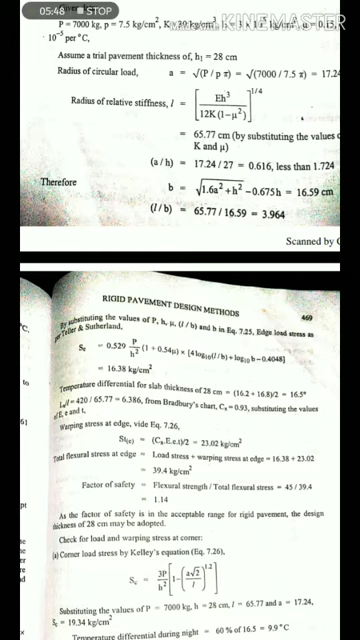 05:48 STOP
KINEMASTER
P = 7000 kg, p = 7.5 kg/cm², K = 30 kg/cm³, = 0.15,
10⁻⁵ per °C,
Assume a trial pavement thickness of, h₁ = 28 cm
Radius of circular load, a = √(P / p π) = √(7000 / 7.5 π) = 17.24
Radius of relative stiffness, l = [Eh³ / 12K(1−μ²)]^1/4
= 65.77 cm (by substituting the values
K and μ)
(a / h) = 17.24 / 27 = 0.616, less than 1.724
Therefore b = √1.6a² + h² − 0.675h = 16.59 cm
(l / b) = 65.77 / 16.59 = 3.964
Scanned by C
RIGID PAVEMENT DESIGN METHODS 469
°C,
By substituting the values of P, h, μ, (l / b) and b in Eq. 7.25, Edge load stress as
per Teller & Sutherland,
Sₑ = 0.529 P/h² (1 + 0.54μ) × [4 log₁₀(l / b) + log₁₀ b − 0.4048]
= 16.38 kg/cm²
to
Temperature differential for slab thickness of 28 cm = (16.2 + 16.8)/2 = 16.5°
L/l = 420 / 65.77 = 6.386, from Bradbury's chart, Cₓ = 0.93, substituting the values
6]
of E, e and t,
Warping stress at edge, vide Eq. 7.26,
St(e) = (Cₓ.E.e.t)/2 = 23.02 kg/cm²
Total flexural stress at edge = Load stress + warping stress at edge = 16.38 + 23.02
= 39.4 kg/cm²
Factor of safety = Flexural strength / Total flexural stress = 45 / 39.4
= 1.14
pt
As the factor of safety is in the acceptable range for rigid pavement, the design
thickness of 28 cm may be adopted.
Check for load and warping stress at corner:
(a) Corner load stress by Kelley's equation (Eq. 7.26),
S꜀ = 3P/h² [1 − (a√2 / l)^1.2]
Substituting the values of P = 7000 kg, h = 28 cm, l = 65.77 and a = 17.24,
S꜀ = 19.34 kg/cm²
Temperature differential during night = 60% of 16.5 = 9.9 °C